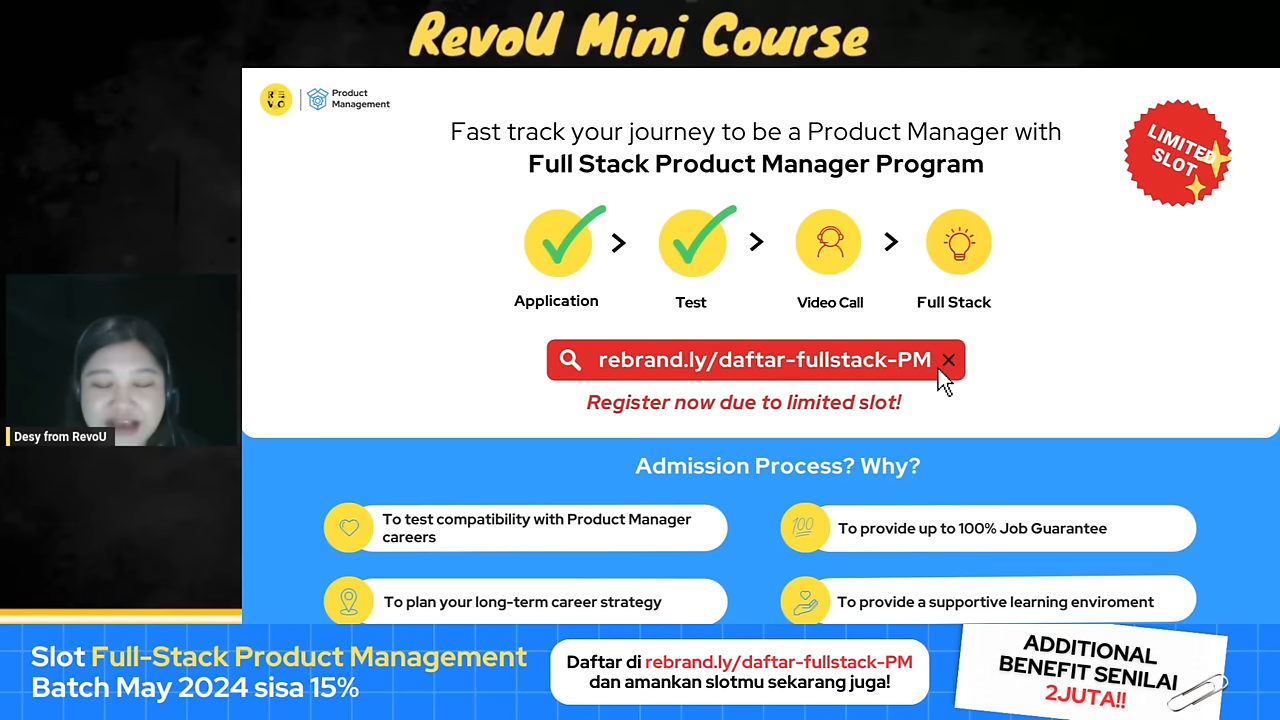 RevoU Mini Course
RE
VO
Product
Management
Fast track your journey to be a Product Manager with
Full Stack Product Manager Program
LIMITED
SLOT
Application
>
Test
>
Video Call
>
Full Stack
rebrand.ly/daftar-fullstack-PM
Register now due to limited slot!
Desy from RevoU
Admission Process? Why?
To test compatibility with Product Manager
careers
100
To provide up to 100% Job Guarantee
To plan your long-term career strategy
To provide a supportive learning enviroment
Slot Full-Stack Product Management
Batch May 2024 sisa 15%
Daftar di rebrand.ly/daftar-fullstack-PM
dan amankan slotmu sekarang juga!
ADDITIONAL
BENEFIT SENILAI
2JUTA!!